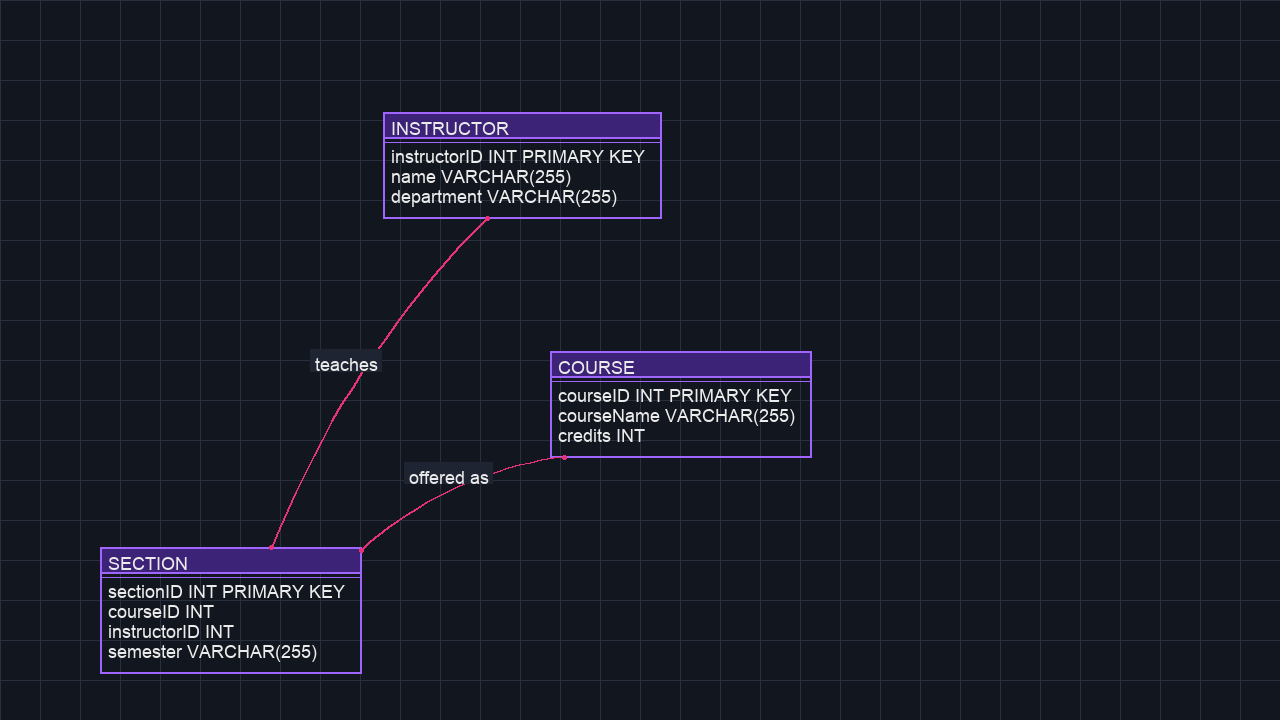 INSTRUCTOR
instructorID INT PRIMARY KEY
name VARCHAR(255)
department VARCHAR(255)
teaches
COURSE
courseID INT PRIMARY KEY
courseName VARCHAR(255)
credits INT
offered as
SECTION
sectionID INT PRIMARY KEY
courseID INT
instructorID INT
semester VARCHAR(255)